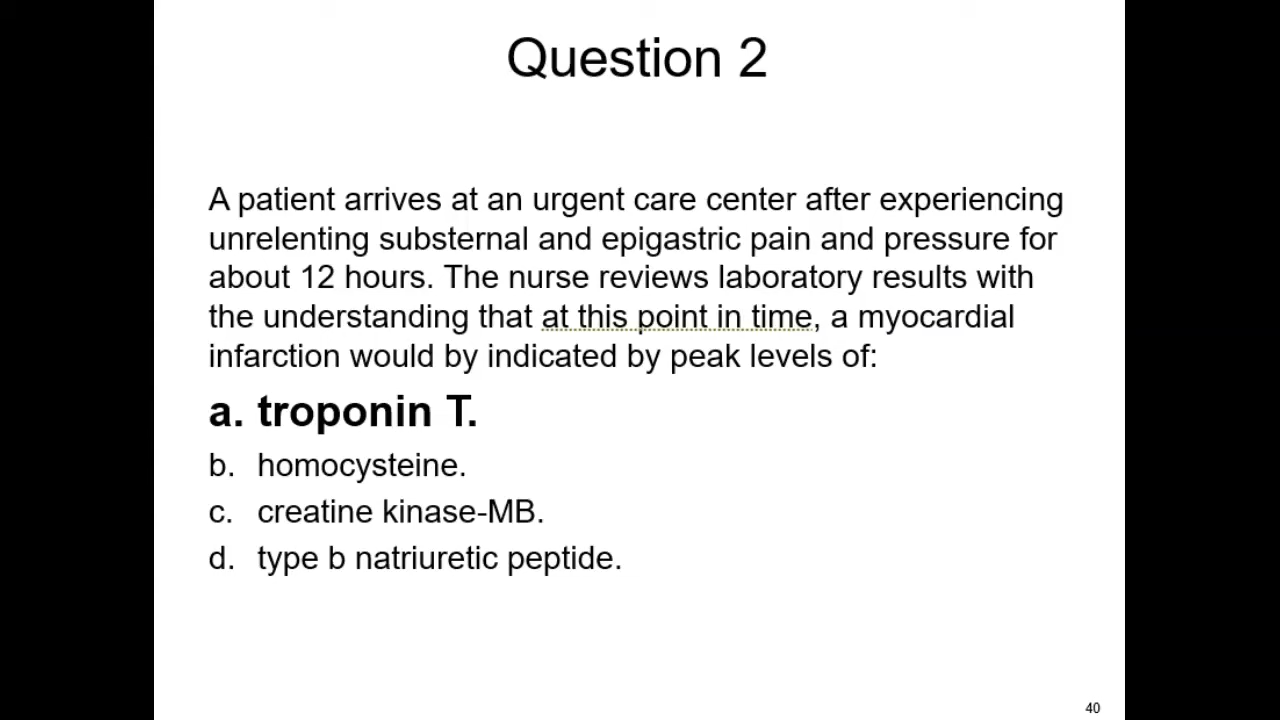 Question 2
A patient arrives at an urgent care center after experiencing
unrelenting substernal and epigastric pain and pressure for
about 12 hours. The nurse reviews laboratory results with
the understanding that at this point in time, a myocardial
infarction would by indicated by peak levels of:
a. troponin T.
b. homocysteine.
c. creatine kinase-MB.
d. type b natriuretic peptide.
40